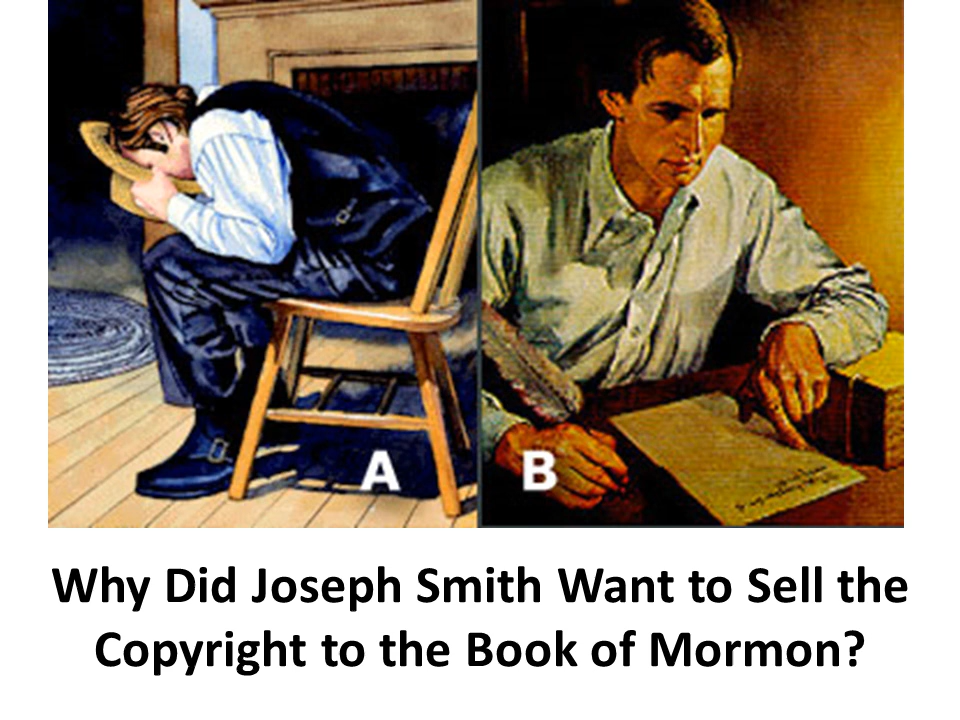 A
B
Why Did Joseph Smith Want to Sell the
Copyright to the Book of Mormon?